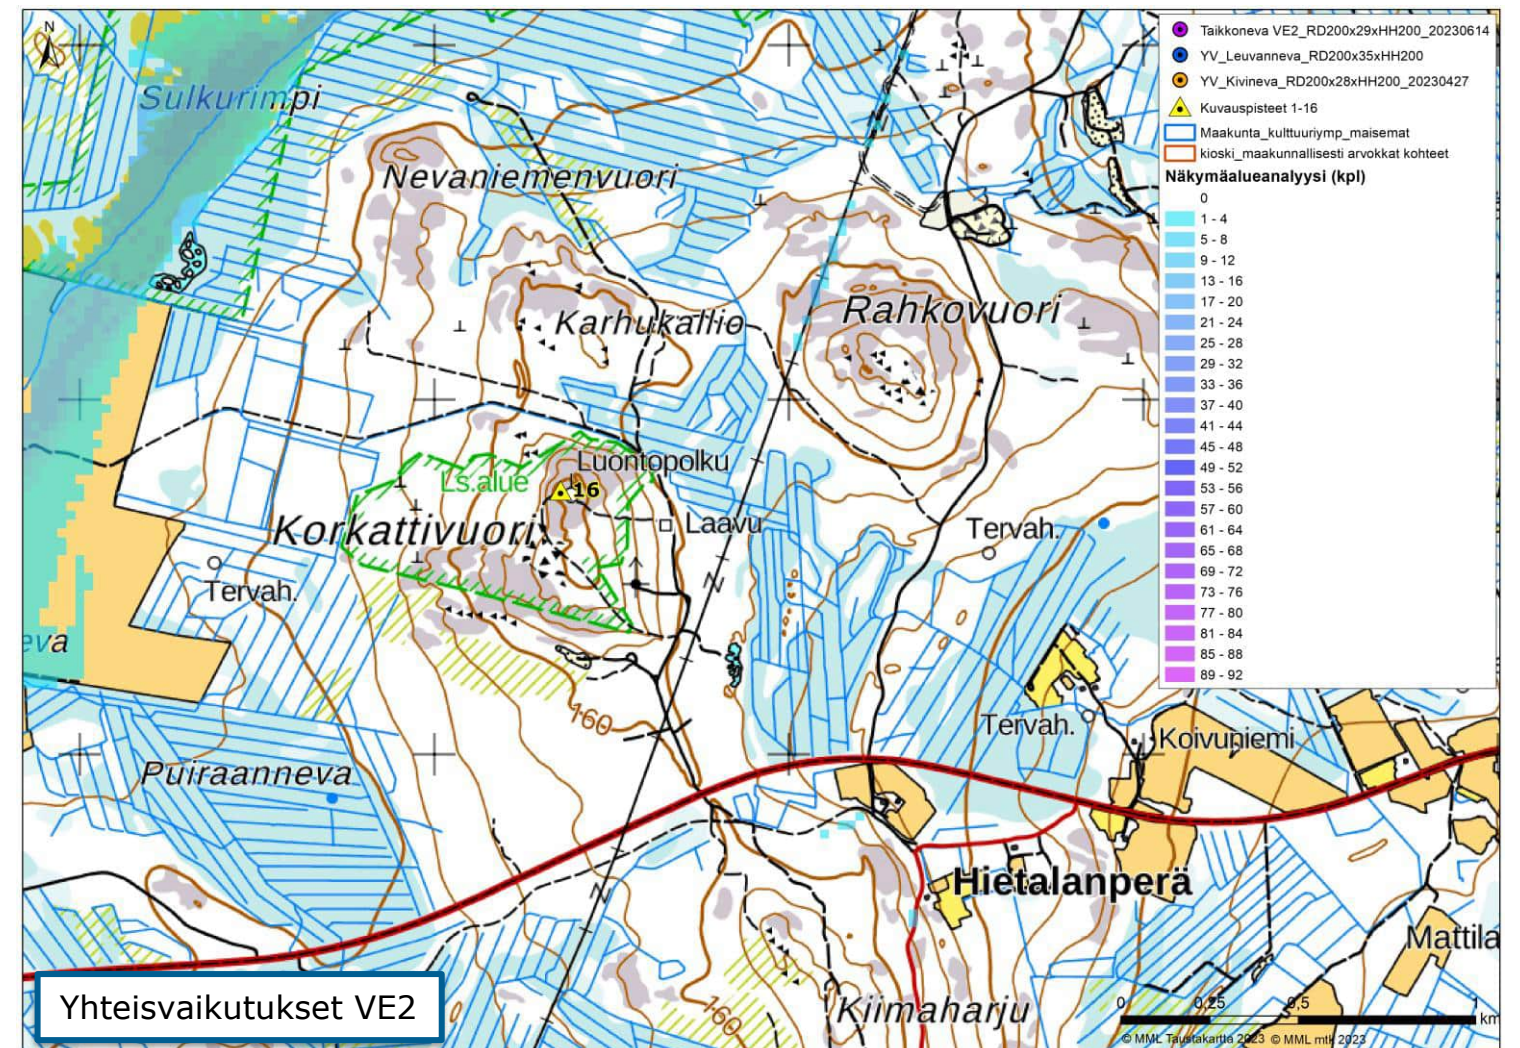 N
Sulkurimpi
Nevaniemenvuori
Karhukallio
Rahkovuori
Luontopolku
Ls.alue
16
Korkattivuori
Laavu
Tervah.
Tervah.
eva
N
Tervah.
Koivuniemi
160
Puiraanneva
Hietalanperä
N
Mattila
Kiimaharju
160
Yhteisvaikutukset VE2
Taikkoneva VE2_RD200x29xHH200_20230614
YV_Leuvanneva_RD200x35xHH200
YV_Kivineva_RD200x28xHH200_20230427
Kuvauspisteet 1-16
Maakunta_kulttuuriymp_maisemat
kioski_maakunnallisesti arvokkat kohteet
Näkymäalueanalyysi (kpl)
0
1 - 4
5 - 8
9 - 12
13 - 16
17 - 20
21 - 24
25 - 28
29 - 32
33 - 36
37 - 40
41 - 44
45 - 48
49 - 52
53 - 56
57 - 60
61 - 64
65 - 68
69 - 72
73 - 76
77 - 80
81 - 84
85 - 88
89 - 92
0 0,25 0,5 1
km
© MML Taustakartta 2023 © MML mtk 2023